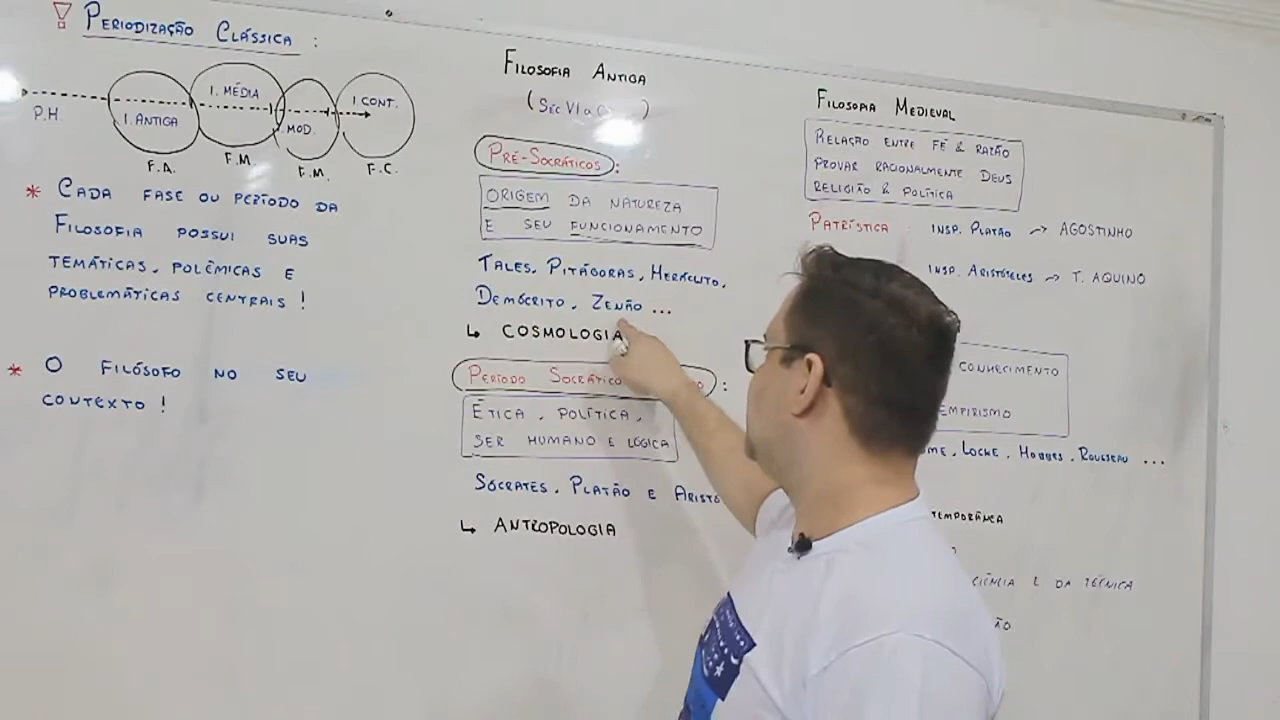 ! PERIODIZAÇÃO CLÁSSICA :
P.H.
I. ANTIGA
I. MÉDIA
MOD.
I. CONT.
F.A.
F.M.
F.M.
F.C.
* CADA FASE OU PERÍODO DA
FILOSOFIA POSSUI SUAS
TEMÁTICAS, POLÊMICAS E
PROBLEMÁTICAS CENTRAIS !
* O FILÓSOFO NO SEU
CONTEXTO !
FILOSOFIA ANTIGA
(SÉC VI a
PRÉ-SOCRÁTICOS :
ORIGEM DA NATUREZA
E SEU FUNCIONAMENTO
TALES, PITÁGORAS, HERÁCLITO,
DEMÓCRITO, ZENÃO ...
↳ COSMOLOGIA
PERÍODO SOCRÁTICO :
ÉTICA, POLÍTICA,
SER HUMANO E LÓGICA
SÓCRATES, PLATÃO E ARISTÓ
↳ ANTROPOLOGIA
FILOSOFIA MEDIEVAL
RELAÇÃO ENTRE FÉ & RAZÃO
PROVAR RACIONALMENTE DEUS
RELIGIÃO & POLÍTICA
PATRÍSTICA : INSP. PLATÃO → AGOSTINHO
INSP. ARISTÓTELES → T. AQUINO
CONHECIMENTO
EMPIRISMO
UME, LOCKE, HOBBES, ROUSSEAU ...
TEMPORÂNEA
CIÊNCIA E DA TÉCNICA
ÃO